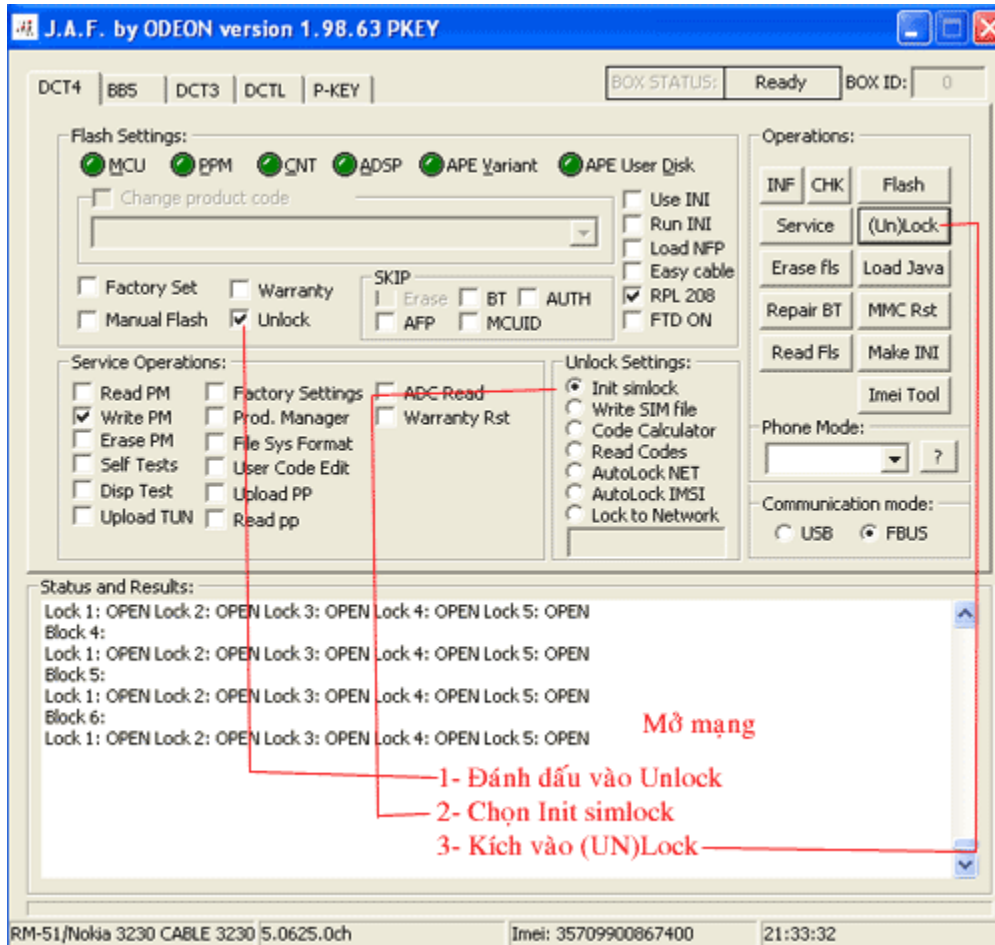 J.A.F. by ODEON version 1.98.63 PKEY
DCT4 BB5 DCT3 DCTL P-KEY
BOX STATUS: Ready BOX ID: 0
Flash Settings:
MCU PPM CNT ADSP APE Variant APE User Disk
Change product code
Use INI
Run INI
Load NFP
Easy cable
RPL 208
FTD ON
Factory Set Warranty
Manual Flash Unlock
SKIP
Erase BT AUTH
AFP MCUID
Operations:
INF CHK Flash
Service (Un)Lock
Erase fls Load Java
Repair BT MMC Rst
Read Fls Make INI
Imei Tool
Service Operations:
Read PM Factory Settings ADC Read
Write PM Prod. Manager Warranty Rst
Erase PM File Sys Format
Self Tests User Code Edit
Disp Test Upload PP
Upload TUN Read pp
Unlock Settings:
Init simlock
Write SIM file
Code Calculator
Read Codes
AutoLock NET
AutoLock IMSI
Lock to Network
Phone Mode:
?
Communication mode:
USB FBUS
Status and Results:
Lock 1: OPEN Lock 2: OPEN Lock 3: OPEN Lock 4: OPEN Lock 5: OPEN
Block 4:
Lock 1: OPEN Lock 2: OPEN Lock 3: OPEN Lock 4: OPEN Lock 5: OPEN
Block 5:
Lock 1: OPEN Lock 2: OPEN Lock 3: OPEN Lock 4: OPEN Lock 5: OPEN
Block 6:
Lock 1: OPEN Lock 2: OPEN Lock 3: OPEN Lock 4: OPEN Lock 5: OPEN
Mở mạng
1- Đánh dấu vào Unlock
2- Chọn Init simlock
3- Kích vào (UN)Lock
RM-51/Nokia 3230 CABLE 3230 5.0625.0ch Imei: 35709900867400 21:33:32